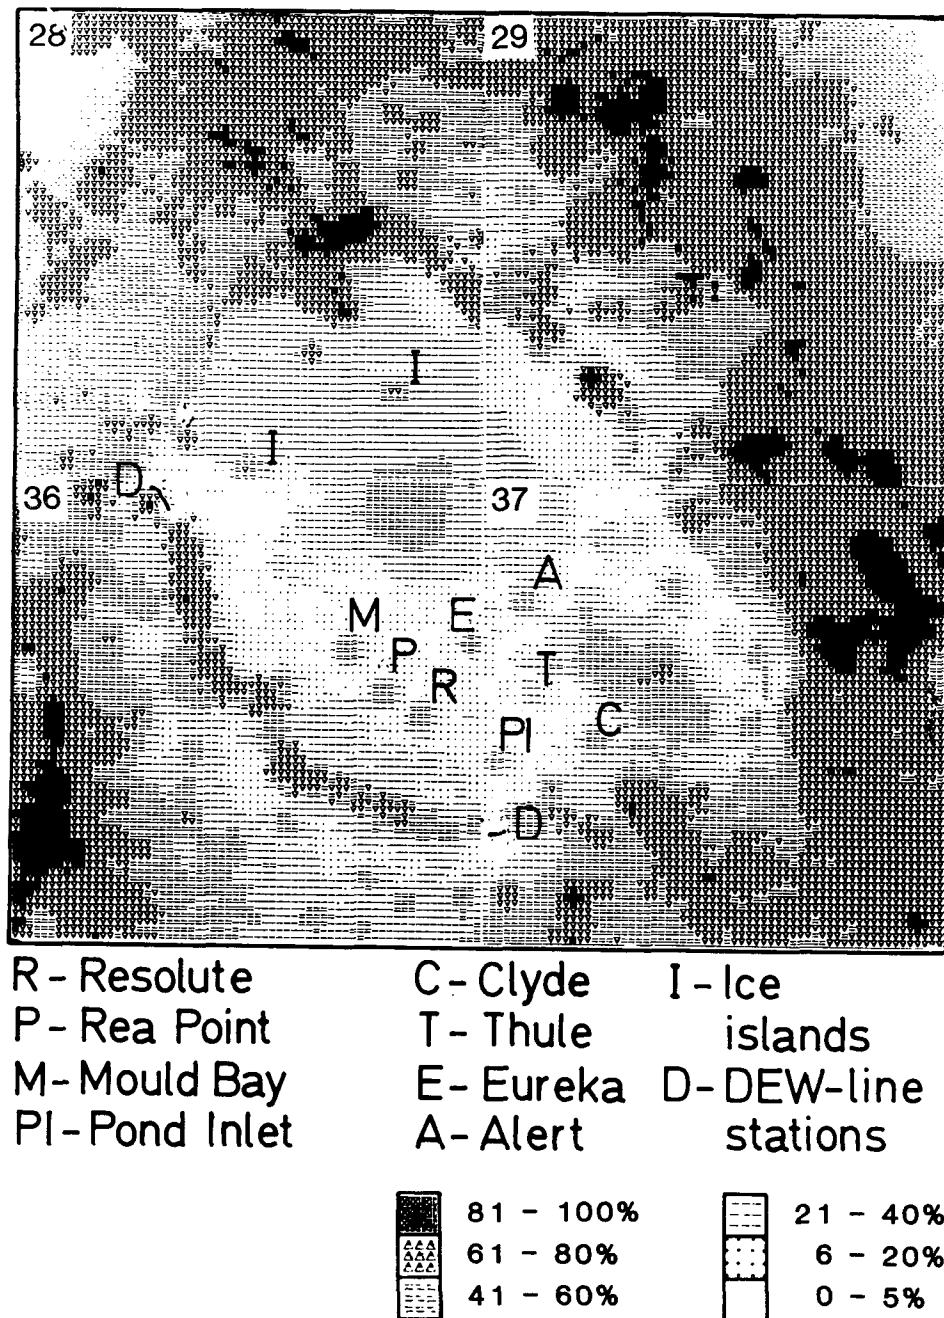 28 29
I
I
I
D
36 37
A
M E
P T
R
PI C
D
R - Resolute C - Clyde I - Ice
P - Rea Point T - Thule islands
M - Mould Bay E - Eureka D - DEW-line
PI - Pond Inlet A - Alert stations
81 - 100% 21 - 40%
61 - 80% 6 - 20%
41 - 60% 0 - 5%